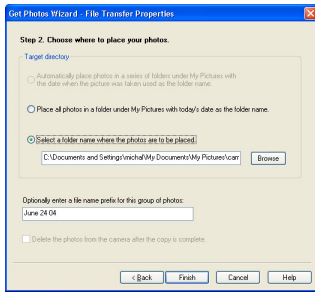 Get Photos Wizard - File Transfer Properties
Step 2. Choose where to place your photos.
Target directory
Automatically place photos in a series of folders under My Pictures with
the date when the picture was taken used as the folder name.
Place all photos in a folder under My Pictures with today's date as the folder name.
Select a folder name where the photos are to be placed.
C:\Documents and Settings\michal\My Documents\My Pictures\cam
Browse
Optionally enter a file name prefix for this group of photos:
June 24 04
Delete the photos from the camera after the copy is complete.
< Back
Finish
Cancel
Help